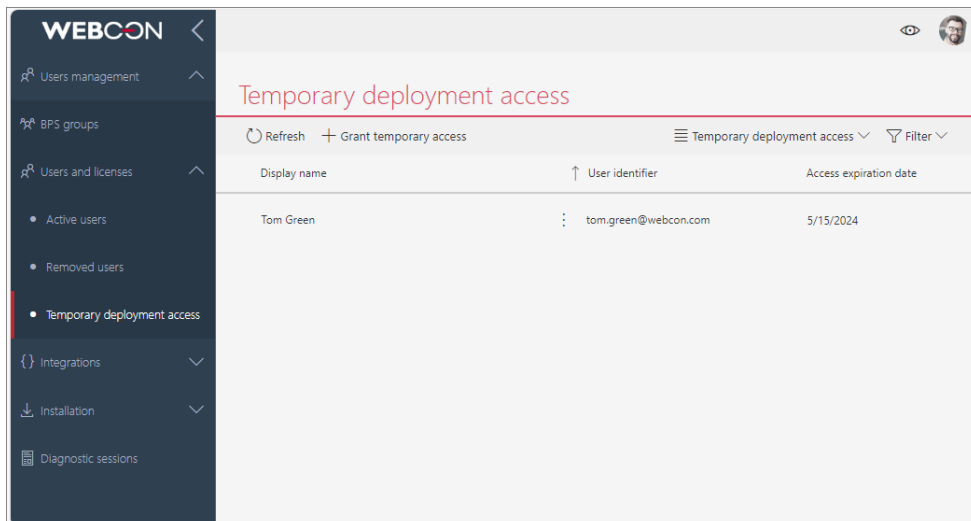 WEBCON
Users management
BPS groups
Users and licenses
Active users
Removed users
Temporary deployment access
Integrations
Installation
Diagnostic sessions
Temporary deployment access
Refresh Grant temporary access Temporary deployment access Filter
Display name User identifier Access expiration date
Tom Green tom.green@webcon.com 5/15/2024